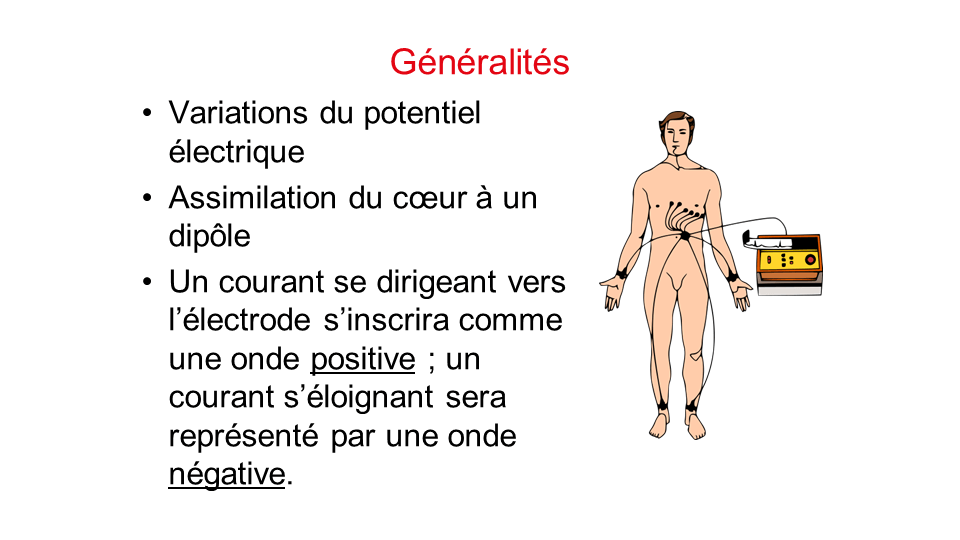 Généralités
• Variations du potentiel
électrique
• Assimilation du cœur à un
dipôle
• Un courant se dirigeant vers
l’électrode s’inscrira comme
une onde positive ; un
courant s’éloignant sera
représenté par une onde
négative.